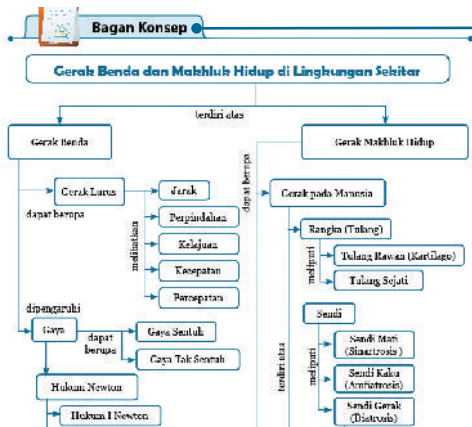 Bagan Konsep
Gerak Benda dan Makhluk Hidup di Lingkungan Sekitar
terdiri atas
Gerak Benda
Gerak Makhluk Hidup
dapat berupa
Gerak Lurus
dapat berupa
melibatkan
Jarak
Perpindahan
Kelajuan
Kecepatan
Percepatan
dipengaruhi
Gaya
dapat
berupa
Gaya Sentuh
Gaya Tak Sentuh
Hukum Newton
Hukum I Newton
Gerak pada Manusia
Rangka (Tulang)
meliputi
Tulang Rawan (Kartilago)
Tulang Sejati
terdiri atas
Sendi
meliputi
Sendi Mati
(Sinartrosis)
Sendi Kaku
(Amfiatrosis)
Sendi Gerak
(Diatrosis)